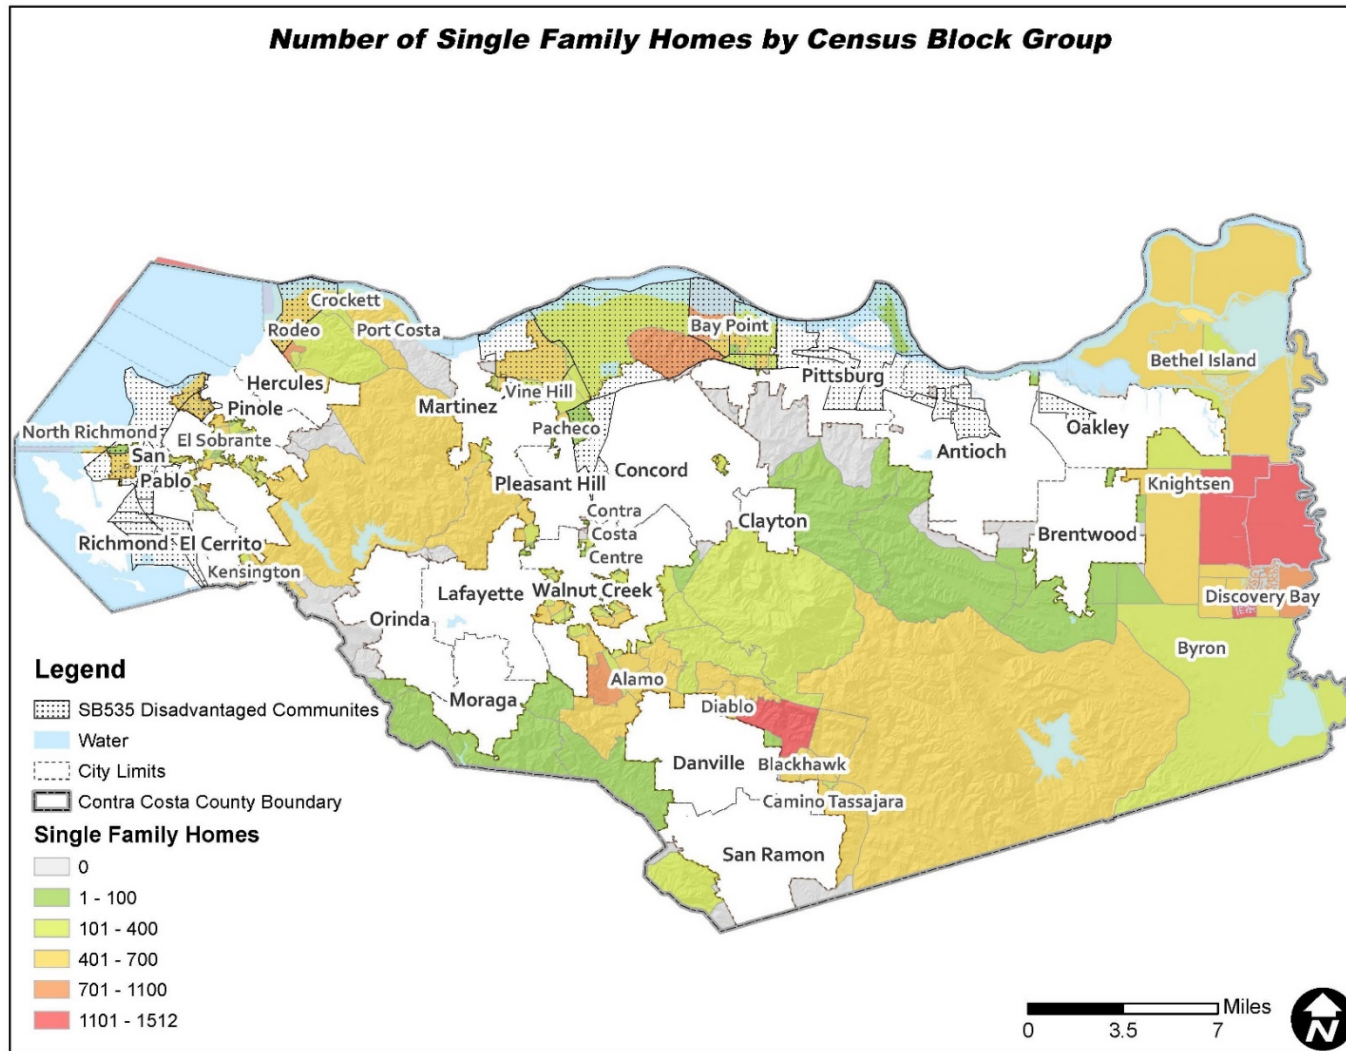 Number of Single Family Homes by Census Block Group
Crockett
Rodeo
Port Costa
Bay Point
Bethel Island
Hercules
Pittsburg
Vine Hill
Martinez
Pinole
Pacheco
Oakley
North Richmond
El Sobrante
San
Pablo
Antioch
Concord
Pleasant Hill
Knightsen
Contra
Costa
Centre
Clayton
Brentwood
Richmond
El Cerrito
Kensington
Lafayette
Walnut Creek
Discovery Bay
Orinda
Byron
Alamo
Moraga
Diablo
Danville
Blackhawk
Camino Tassajara
San Ramon
Legend
SB535 Disadvantaged Communites
Water
City Limits
Contra Costa County Boundary
Single Family Homes
0
1 - 100
101 - 400
401 - 700
701 - 1100
1101 - 1512
Miles
0 3.5 7
N